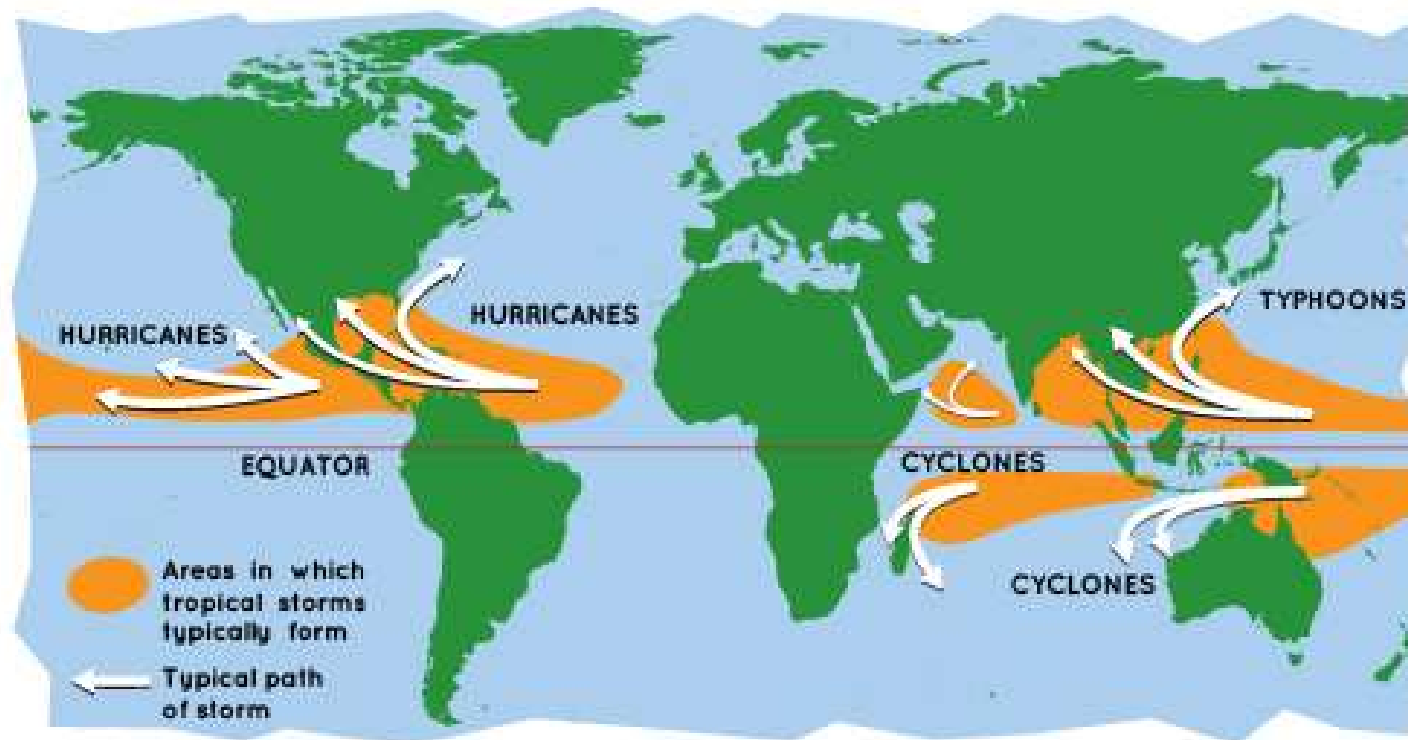 HURRICANES
HURRICANES
TYPHOONS
EQUATOR
CYCLONES
CYCLONES
Areas in which
tropical storms
typically form
Typical path
of storm